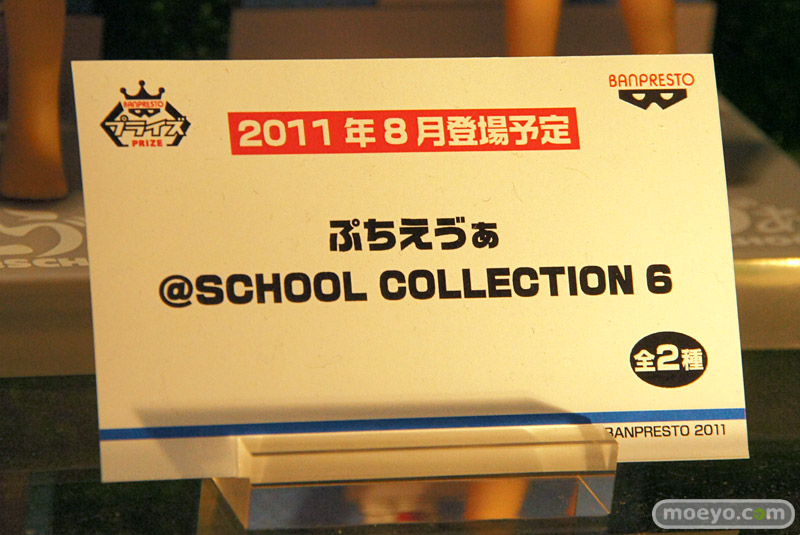 BANPRESTO
プライズ
PRIZE
BANPRESTO
2011年8月登場予定
ぷちえゔぁ
@SCHOOL COLLECTION 6
全2種
BANPRESTO 2011
moeyo.com